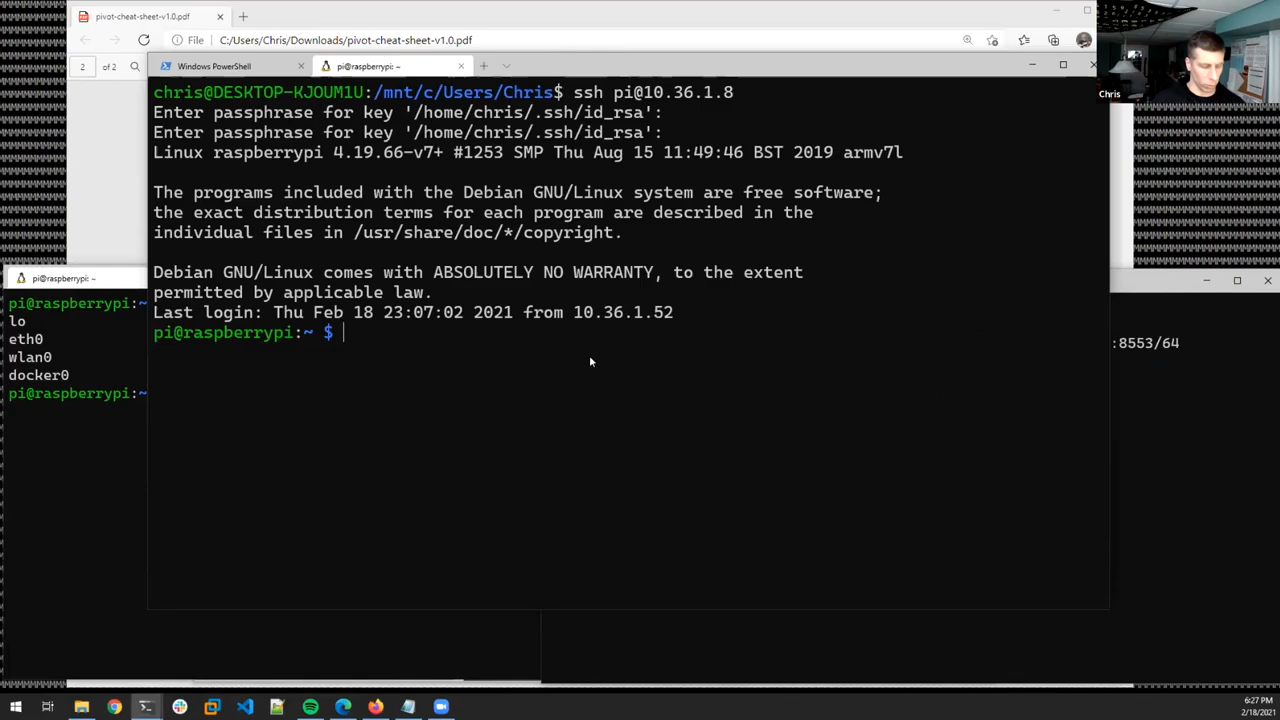 pivot-cheat-sheet-v1.0.pdf
File
C:/Users/Chris/Downloads/pivot-cheat-sheet-v1.0.pdf
2 of 2
Windows PowerShell
pi@raspberrypi: ~
Chris
chris@DESKTOP-KJOUM1U:/mnt/c/Users/Chris$ ssh pi@10.36.1.8
Enter passphrase for key '/home/chris/.ssh/id_rsa':
Enter passphrase for key '/home/chris/.ssh/id_rsa':
Linux raspberrypi 4.19.66-v7+ #1253 SMP Thu Aug 15 11:49:46 BST 2019 armv7l
The programs included with the Debian GNU/Linux system are free software;
the exact distribution terms for each program are described in the
individual files in /usr/share/doc/*/copyright.
Debian GNU/Linux comes with ABSOLUTELY NO WARRANTY, to the extent
permitted by applicable law.
Last login: Thu Feb 18 23:07:02 2021 from 10.36.1.52
pi@raspberrypi:~ $
pi@raspberrypi: ~
pi@raspberrypi:~
lo
eth0
wlan0
docker0
pi@raspberrypi:~
:8553/64
6:27 PM
2/18/2021